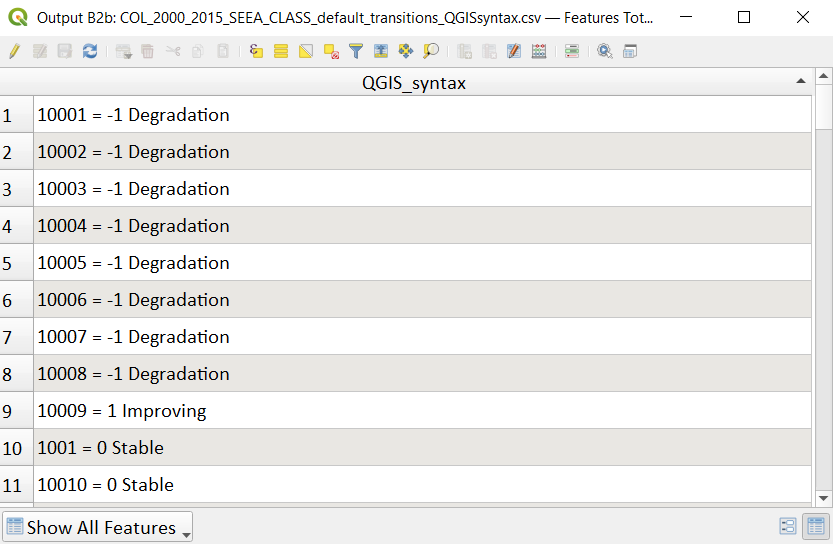 Output B2b: COL_2000_2015_SEEA_CLASS_default_transitions_QGISsyntax.csv — Features Tot...
QGIS_syntax
1 10001 = -1 Degradation
2 10002 = -1 Degradation
3 10003 = -1 Degradation
4 10004 = -1 Degradation
5 10005 = -1 Degradation
6 10006 = -1 Degradation
7 10007 = -1 Degradation
8 10008 = -1 Degradation
9 10009 = 1 Improving
10 1001 = 0 Stable
11 10010 = 0 Stable
Show All Features